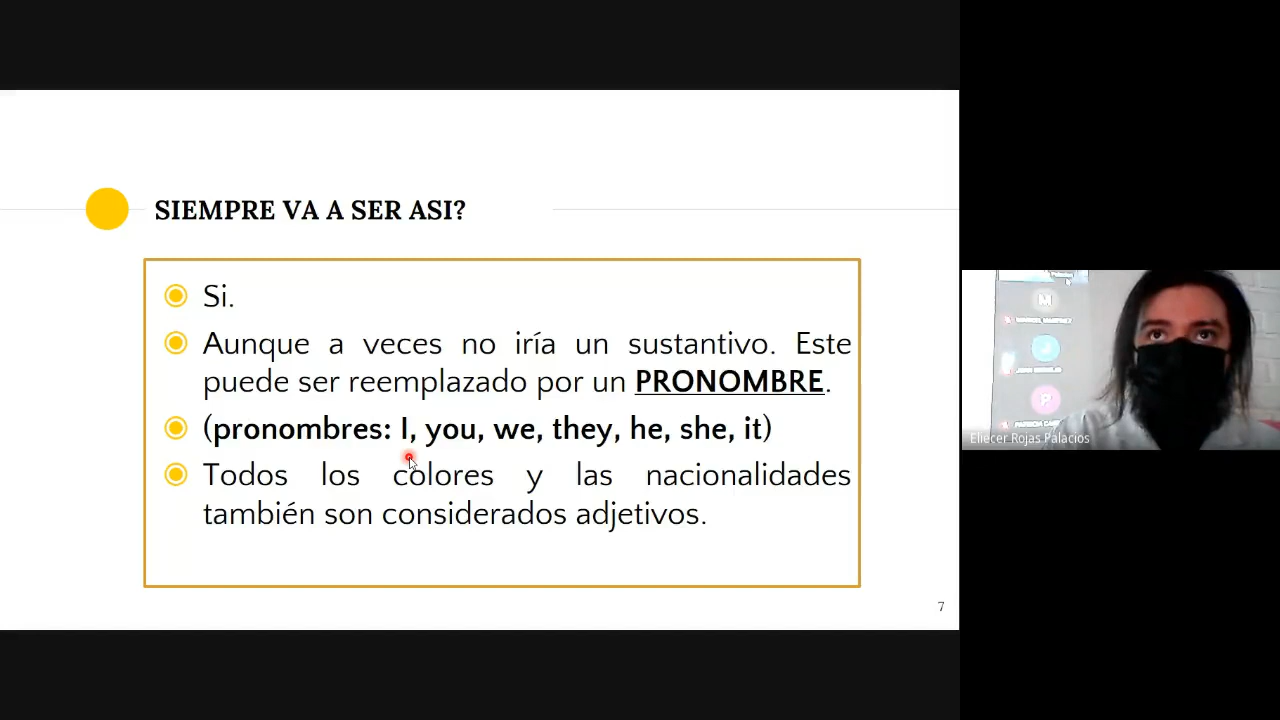 SIEMPRE VA A SER ASI?
Si.
Aunque a veces no iría un sustantivo. Este
puede ser reemplazado por un PRONOMBRE.
(pronombres: I, you, we, they, he, she, it)
Todos los colores y las nacionalidades
también son considerados adjetivos.
7
M
J
P
Eliecer Rojas Palacios